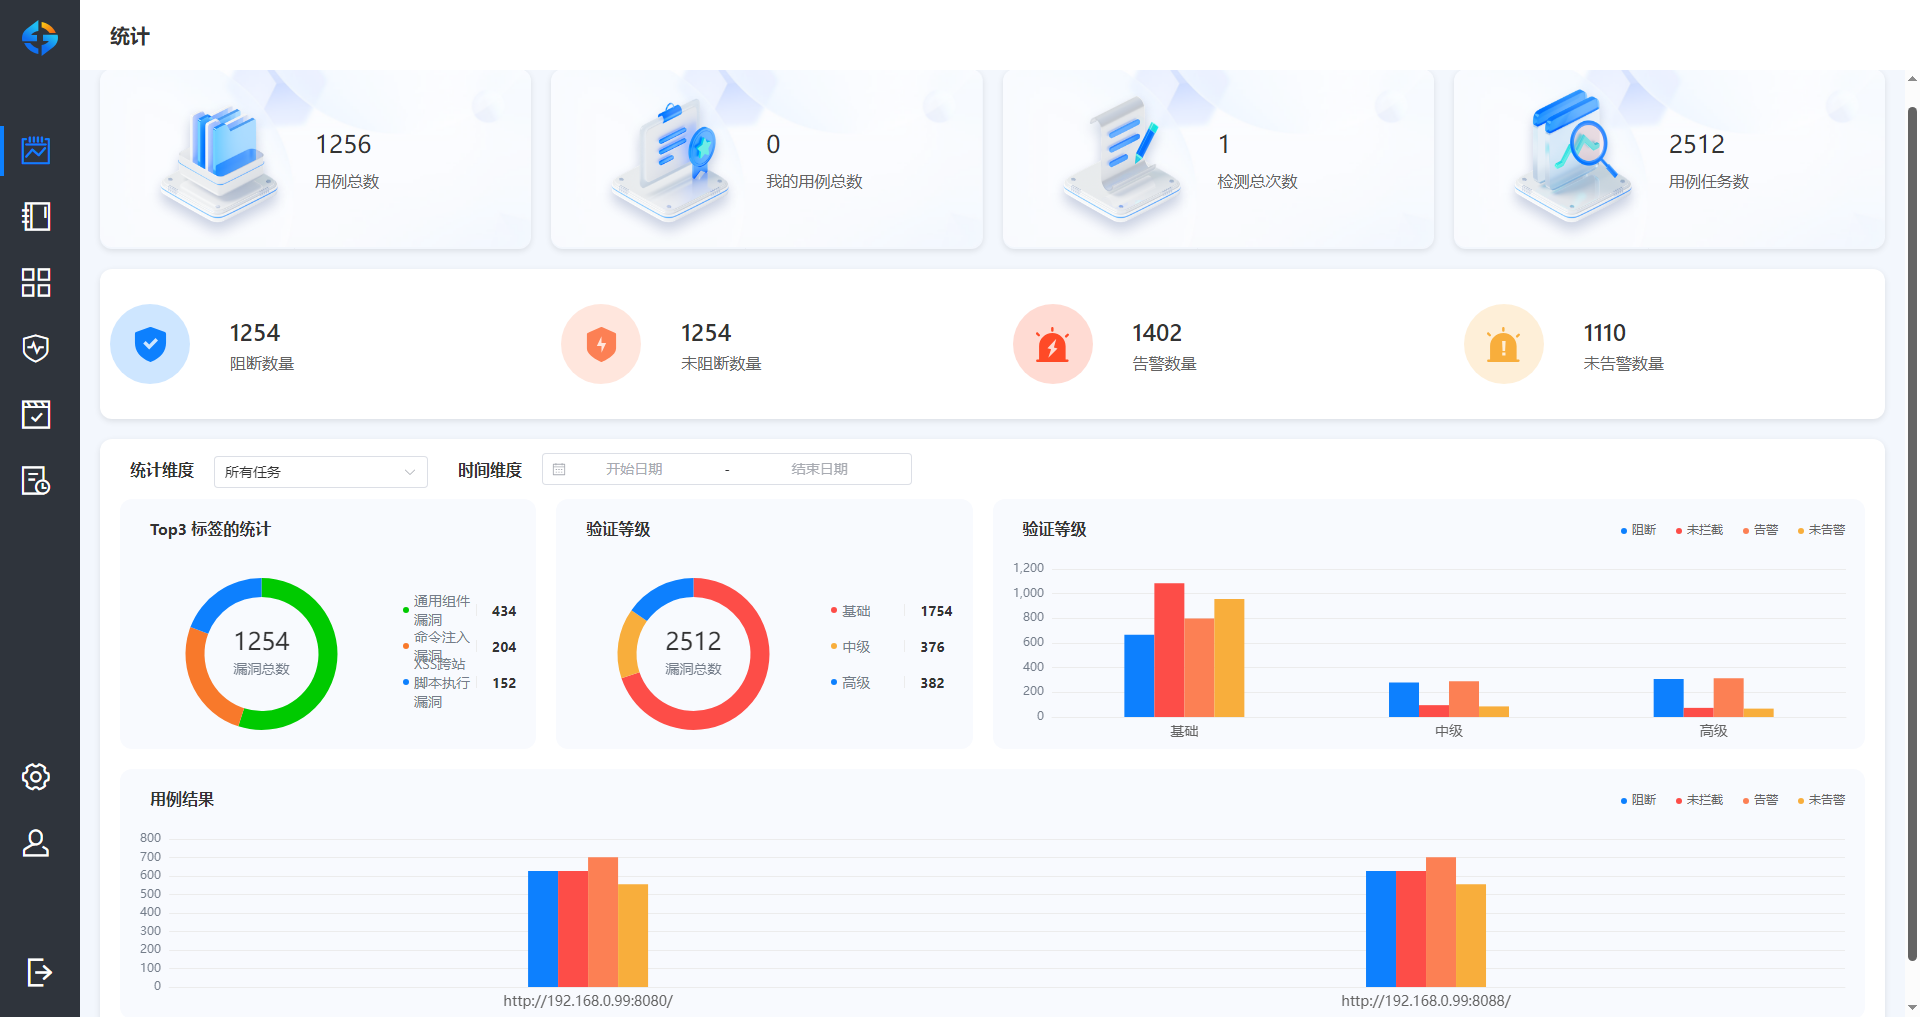 统计
1256
用例总数
0
我的用例总数
1
检测总次数
2512
用例任务数
1254
阻断数量
1254
未阻断数量
1402
告警数量
1110
未告警数量
统计维度
所有任务
时间维度
开始日期
-
结束日期
Top3 标签的统计
1254
漏洞总数
通用组件
漏洞
434
命令注入
漏洞
204
XSS跨站
脚本执行
漏洞
152
验证等级
2512
漏洞总数
基础 1754
中级 376
高级 382
验证等级
阻断 未拦截 告警 未告警
1,200
1,000
800
600
400
200
0
基础 中级 高级
用例结果
阻断 未拦截 告警 未告警
800
700
600
500
400
300
200
100
0
http://192.168.0.99:8080/ http://192.168.0.99:8088/